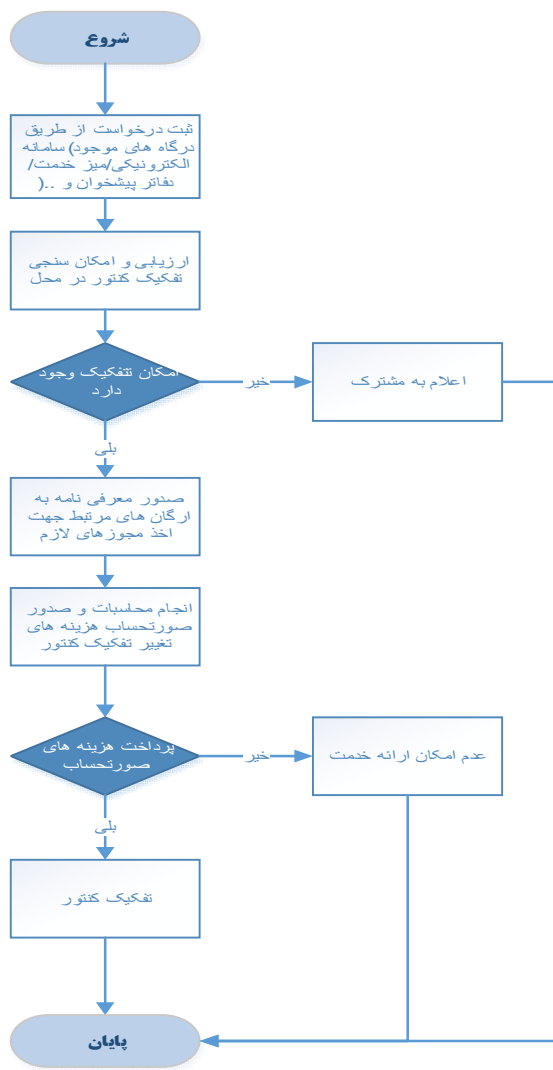 شروع
ثبت درخواست از طریق
درگاه های موجود)سامانه
الکترونیکی/میز خدمت/
دفاتر پیشخوان و ..(
ارزیابی و امکان سنجی
تفکیک کنتور در محل
امکان تتفکیک وجود
دارد
خیر
اعلام به مشترک
بلی
صدور معرفی نامه به
ارگان های مرتبط جهت
اخذ مجوزهای لازم
انجام محاسبات و صدور
صورتحساب هزینه های
تغییر تفکیک کنتور
پرداخت هزینه های
صورتحساب
خیر
عدم امکان ارائه خدمت
بلی
تفکیک کنتور
پایان